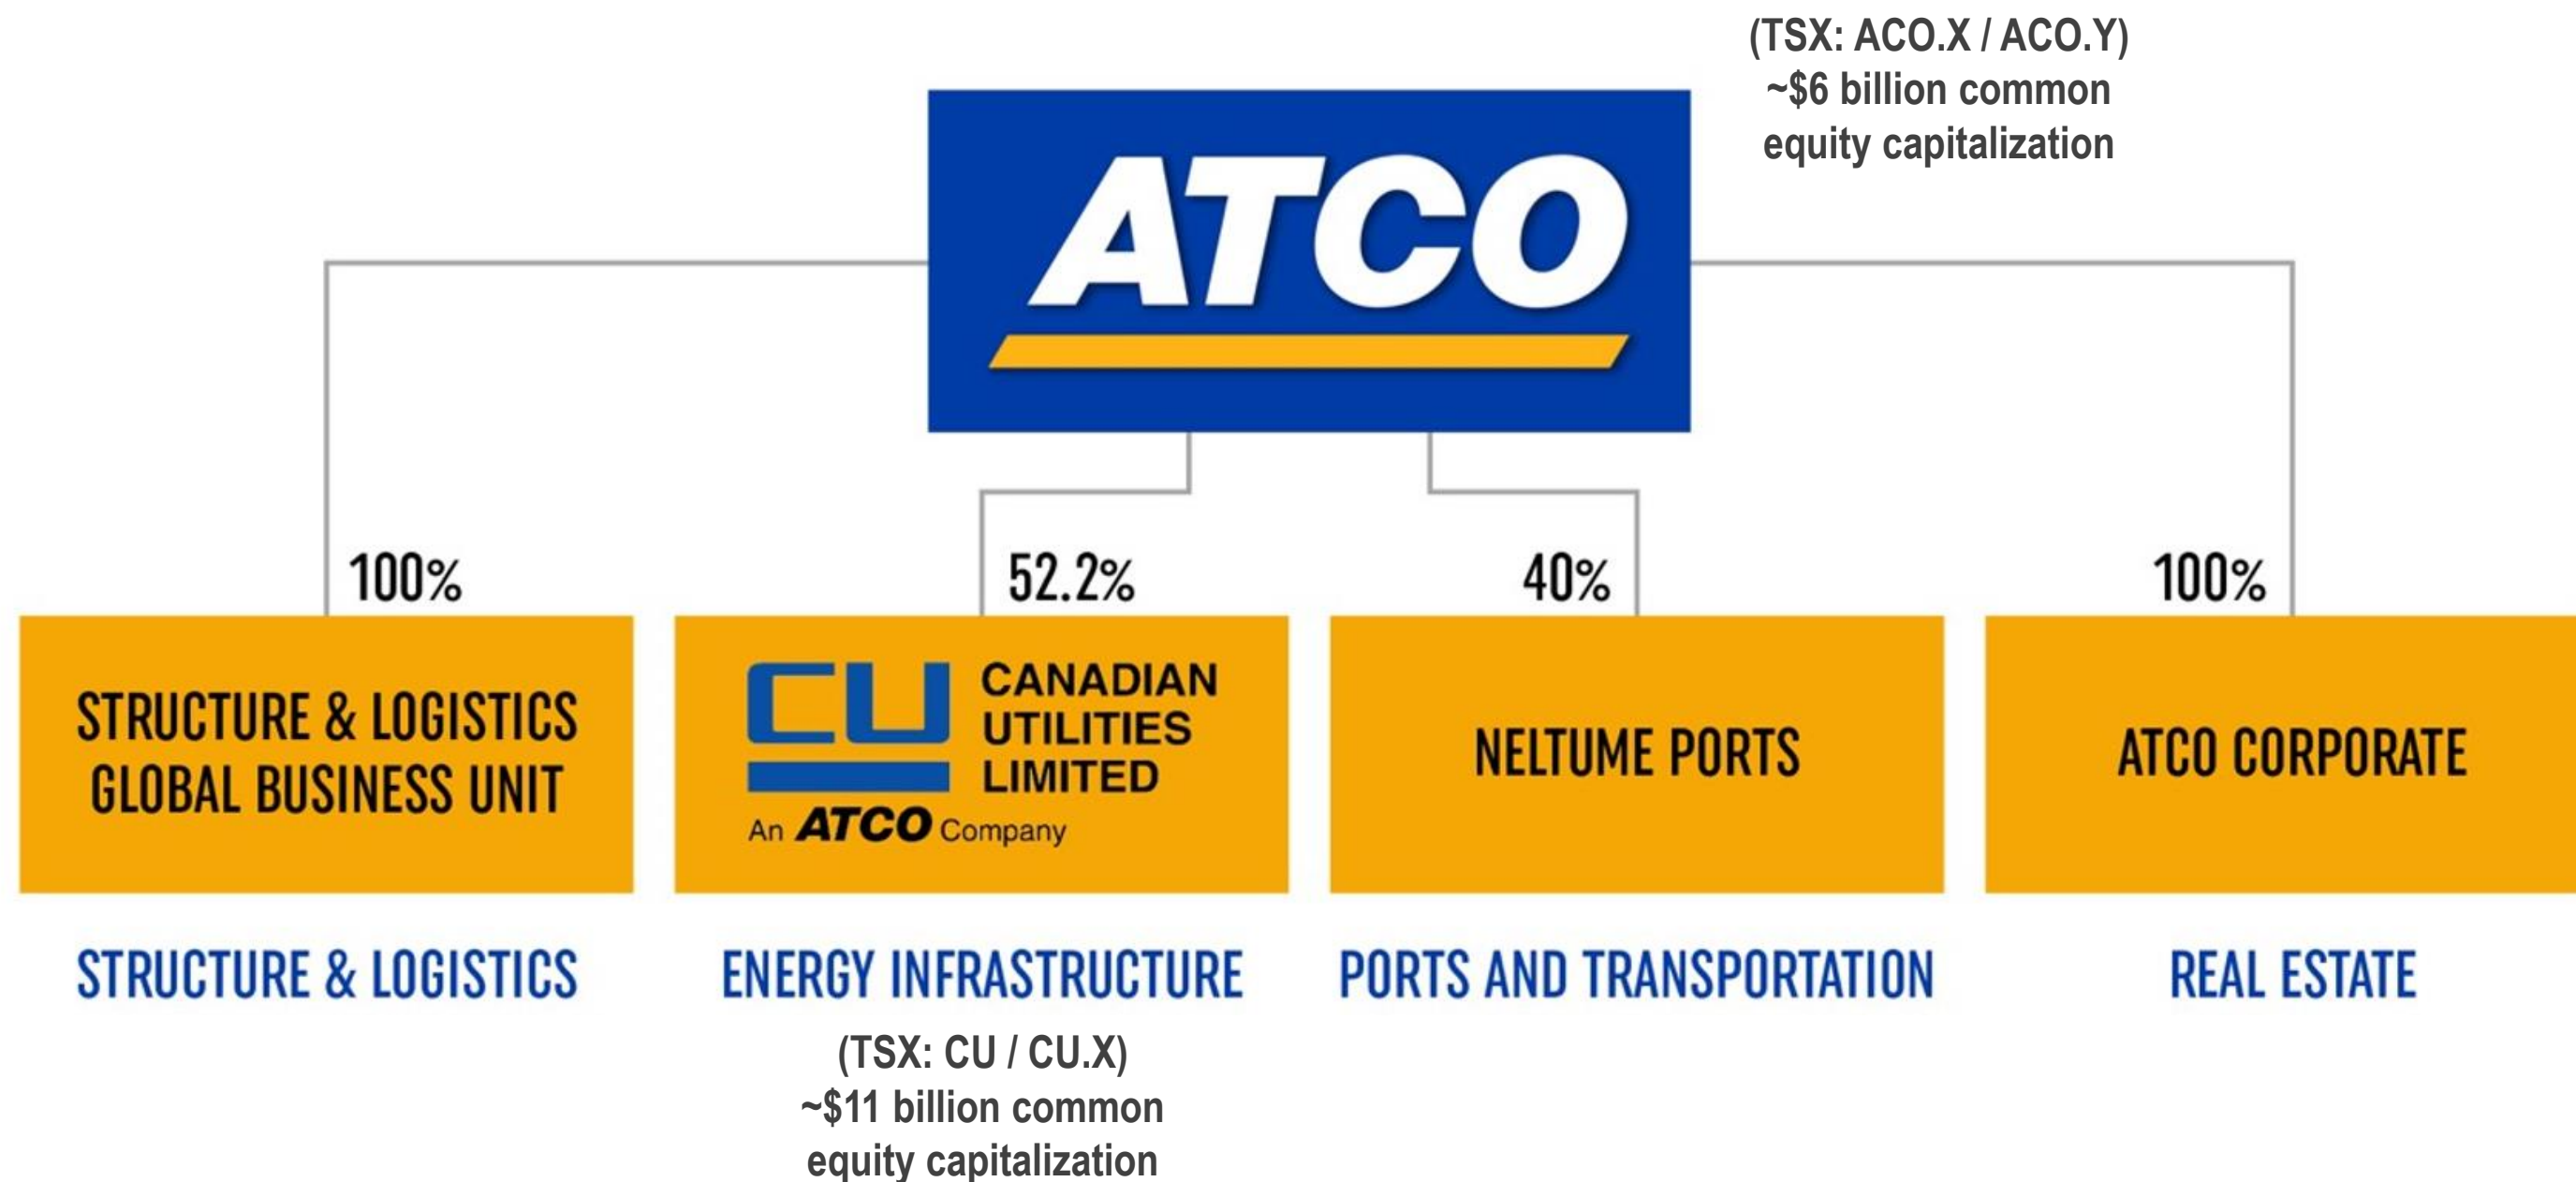 (TSX: ACO.X / ACO.Y)
~$6 billion common
equity capitalization
ATCO
100%
52.2%
40%
100%
STRUCTURE & LOGISTICS
GLOBAL BUSINESS UNIT
CU
CANADIAN
UTILITIES
LIMITED
An ATCO Company
NELTUME PORTS
ATCO CORPORATE
STRUCTURE & LOGISTICS
ENERGY INFRASTRUCTURE
PORTS AND TRANSPORTATION
REAL ESTATE
(TSX: CU / CU.X)
~$11 billion common
equity capitalization